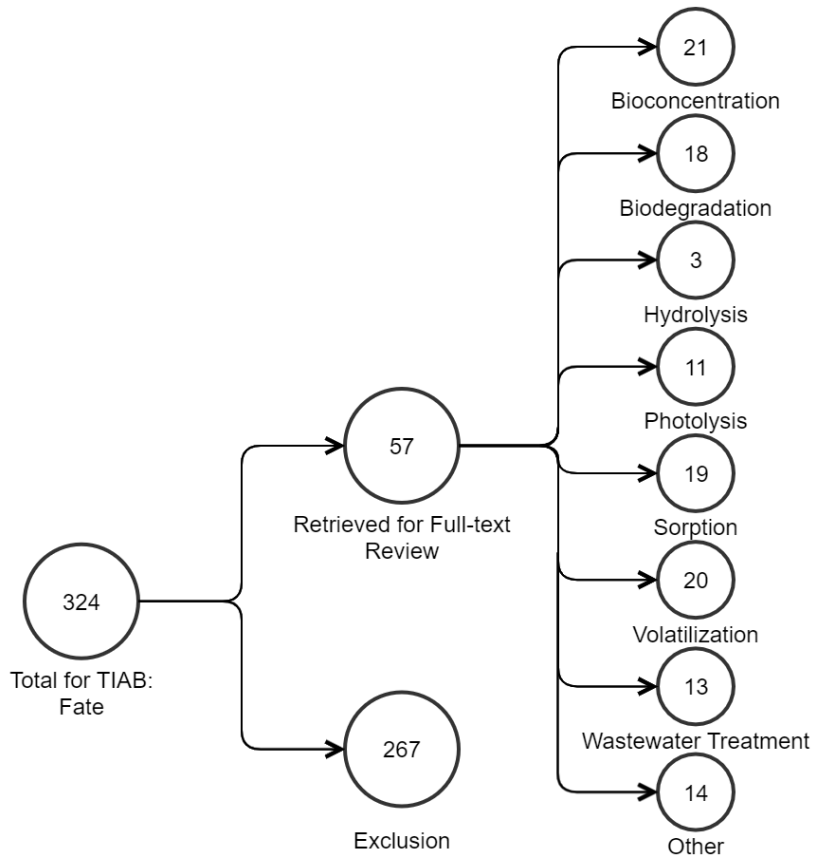 324
Total for TIAB:
Fate
57
Retrieved for Full-text
Review
267
Exclusion
21
Bioconcentration
18
Biodegradation
3
Hydrolysis
11
Photolysis
19
Sorption
20
Volatilization
13
Wastewater Treatment
14
Other